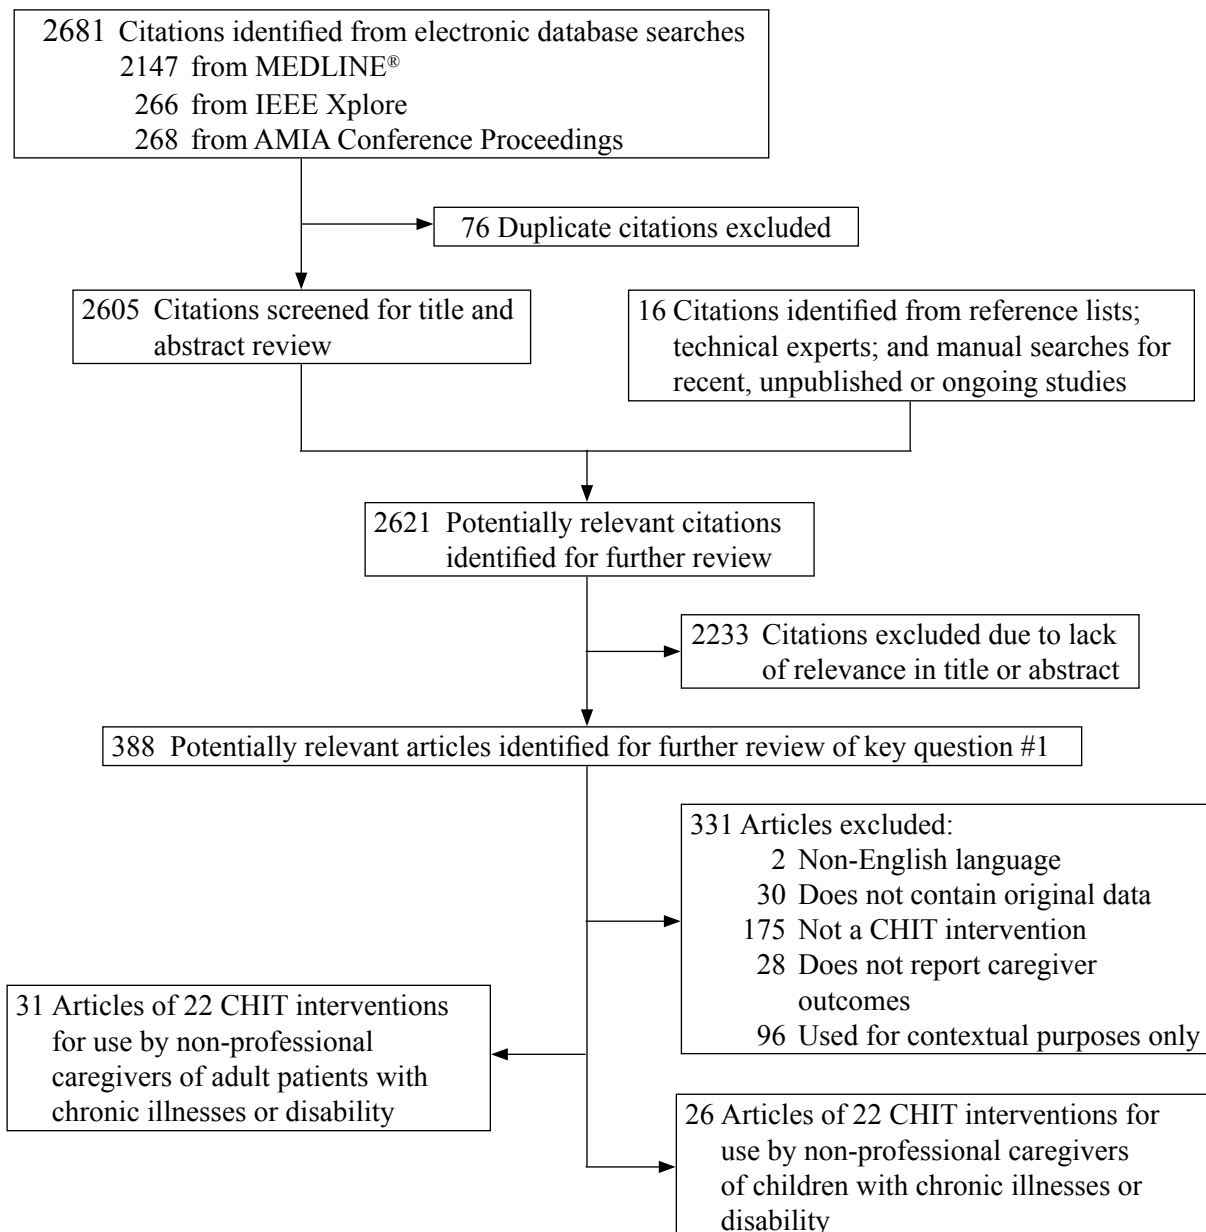 2681 Citations identified from electronic database searches
2147 from MEDLINE®
266 from IEEE Xplore
268 from AMIA Conference Proceedings
76 Duplicate citations excluded
2605 Citations screened for title and
abstract review
16 Citations identified from reference lists;
technical experts; and manual searches for
recent, unpublished or ongoing studies
2621 Potentially relevant citations
identified for further review
2233 Citations excluded due to lack
of relevance in title or abstract
388 Potentially relevant articles identified for further review of key question #1
331 Articles excluded:
2 Non-English language
30 Does not contain original data
175 Not a CHIT intervention
28 Does not report caregiver
outcomes
96 Used for contextual purposes only
31 Articles of 22 CHIT interventions
for use by non-professional
caregivers of adult patients with
chronic illnesses or disability
26 Articles of 22 CHIT interventions for
use by non-professional caregivers
of children with chronic illnesses or
disability